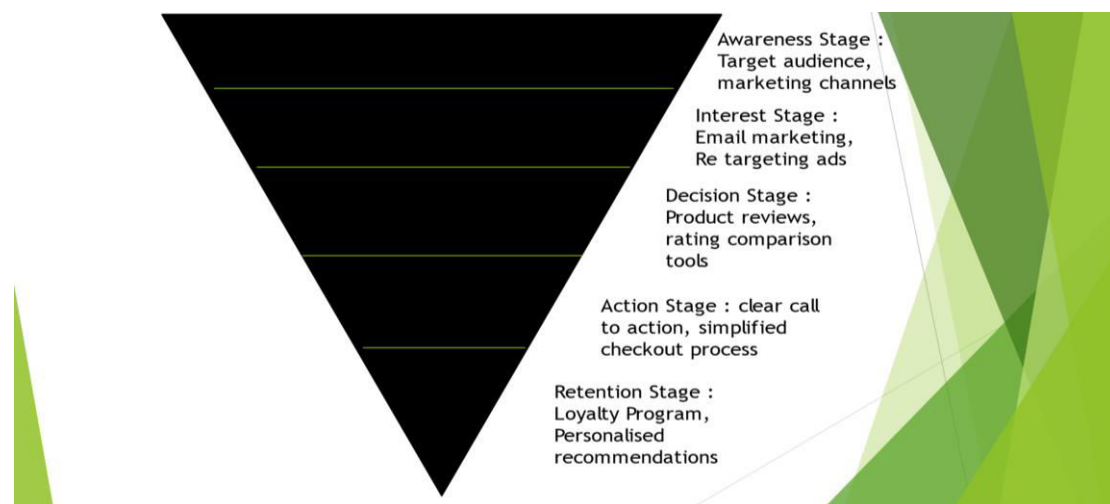 Awareness Stage :
Target audience,
marketing channels
Interest Stage :
Email marketing,
Re targeting ads
Decision Stage :
Product reviews,
rating comparison
tools
Action Stage : clear call
to action, simplified
checkout process
Retention Stage :
Loyalty Program,
Personalised
recommendations